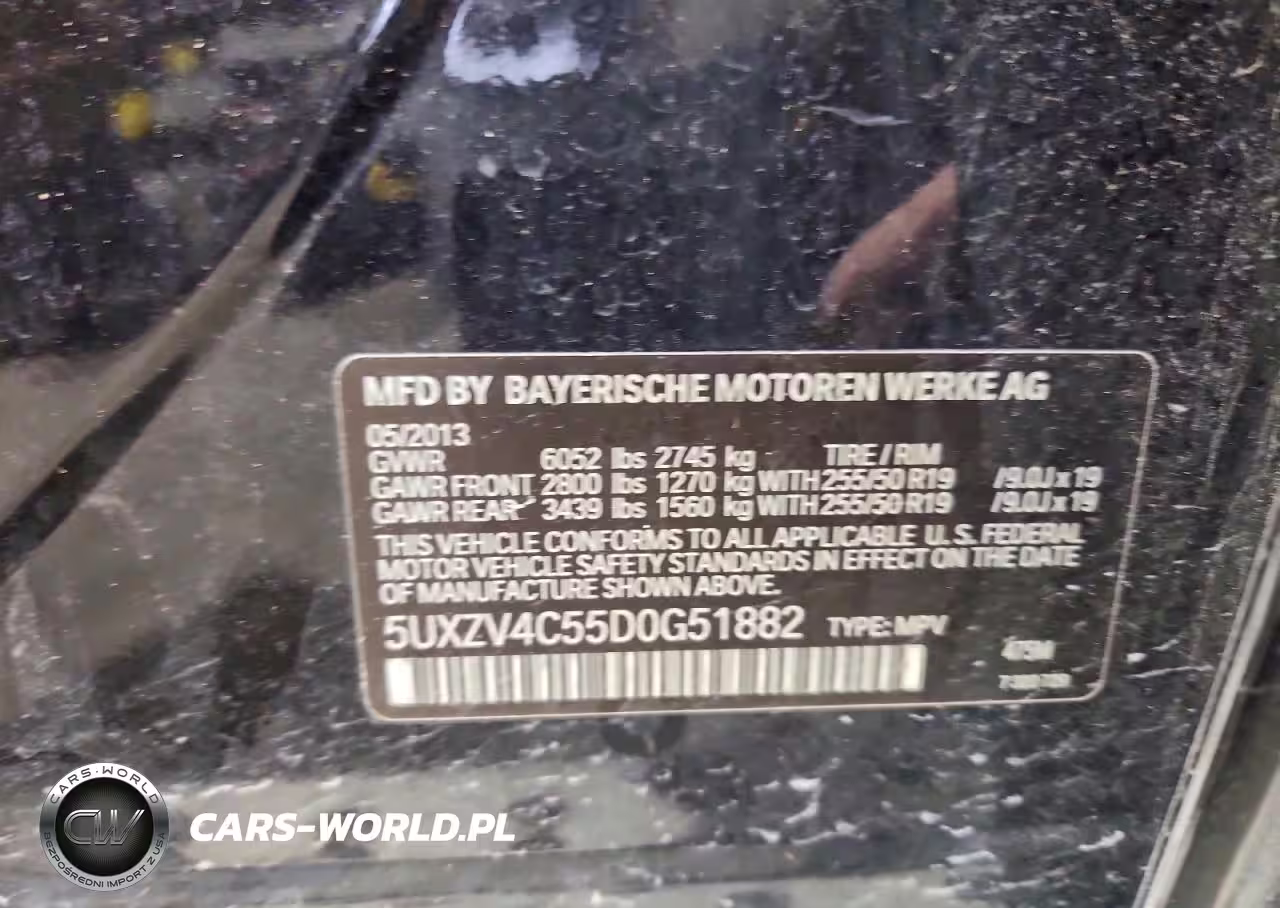 MFD BY BAYERISCHE MOTOREN WERKE AG
05/2013
GVWR 6052 lbs 2745 kg TIRE / RIM
GAWR FRONT 2800 lbs 1270 kg WITH 255/50 R19 /9.0J x 19
GAWR REAR 3439 lbs 1560 kg WITH 255/50 R19 /9.0J x 19
THIS VEHICLE CONFORMS TO ALL APPLICABLE U.S. FEDERAL
MOTOR VEHICLE SAFETY STANDARDS IN EFFECT ON THE DATE
OF MANUFACTURE SHOWN ABOVE.
5UXZV4C55D0G51882 TYPE: MPV
CARS-WORLD
CW
BEZPOŚREDNI IMPORT Z USA
CARS-WORLD.PL